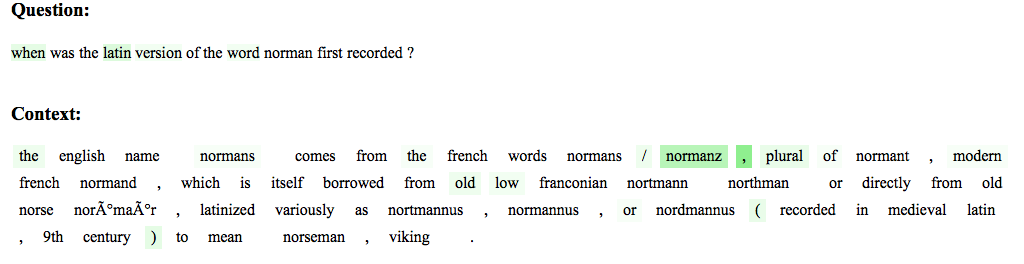 Question:
when was the latin version of the word norman first recorded ?
Context:
the english name normans comes from the french words normans / normanz , plural of normant , modern
french normand , which is itself borrowed from old low franconian nortmann northman or directly from old
norse norÃ°maÃ°r , latinized variously as nortmannus , normannus , or nordmannus ( recorded in medieval latin
, 9th century ) to mean norseman , viking .